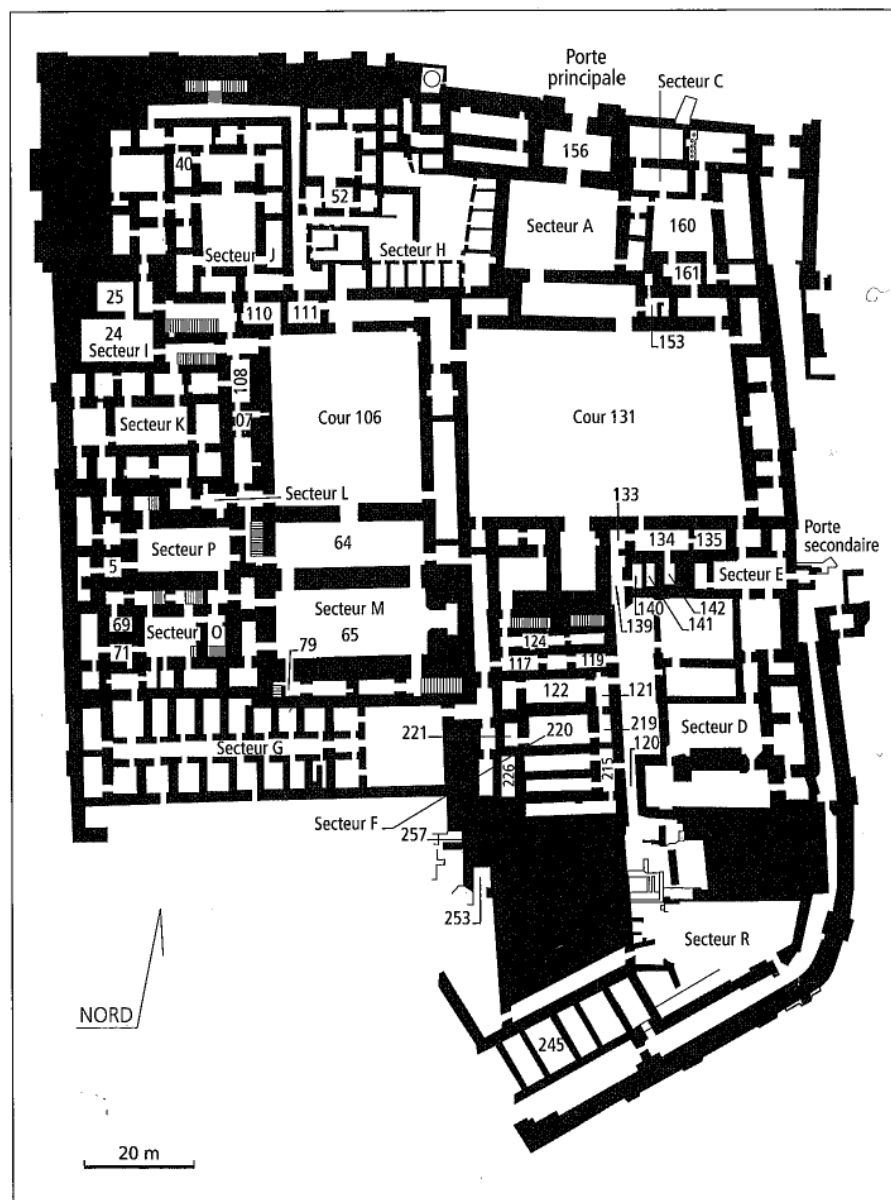 Porte
principale
Secteur C
40
156
52
Secteur A
160
Secteur J
Secteur H
161
25
110
111
153
24
Secteur I
108
07
Cour 106
Cour 131
Secteur K
Secteur L
133
64
134
135
Porte
secondaire
Secteur P
5
Secteur E
140
142
141
139
69
Secteur O
71
Secteur M
65
79
124
117
119
122
121
221
220
219
Secteur D
Secteur G
226
215
120
Secteur F
257
253
Secteur R
NORD
245
20 m